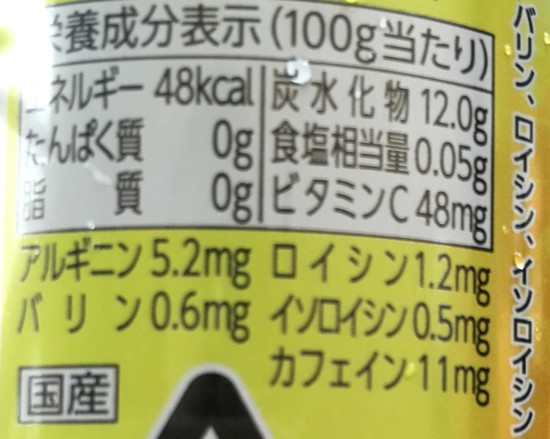 栄養成分表示(100g当たり)
エネルギー 48kcal 炭水化物 12.0g
たんぱく質 0g 食塩相当量 0.05g
脂質 0g ビタミンC 48mg
アルギニン 5.2mg ロイシン 1.2mg
バリン 0.6mg イソロイシン 0.5mg
カフェイン 11mg
国産
バリン、ロイシン、イソロイシン